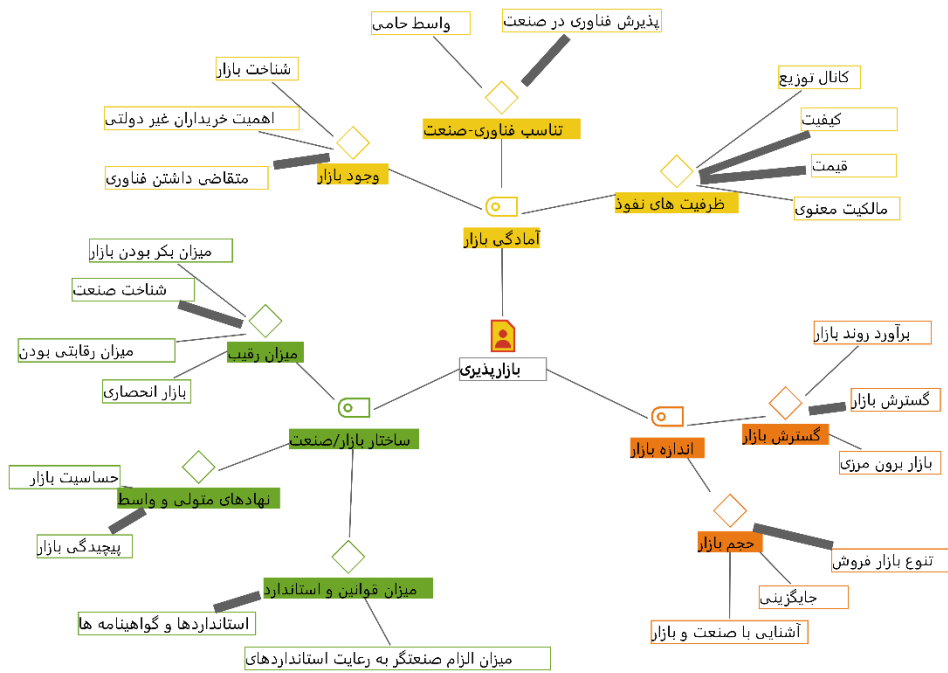 پذیرش فناوری در صنعت
واسط حامی
تناسب فناوری-صنعت
شناخت بازار
اهمیت خریداران غیر دولتی
متقاضی داشتن فناوری
وجود بازار
کانال توزیع
کیفیت
قیمت
مالکیت معنوی
ظرفیت های نفوذ
آمادگی بازار
بازارپذیری
میزان بکر بودن بازار
شناخت صنعت
میزان رقابتی بودن
بازار انحصاری
میزان رقیب
ساختار بازار/صنعت
حساسیت بازار
پیچیدگی بازار
نهادهای متولی و واسط
میزان قوانین و استاندارد
استانداردها و گواهینامه ها
میزان الزام صنعتگر به رعایت استانداردهای
برآورد روند بازار
گسترش بازار
بازار برون مرزی
گسترش بازار
اندازه بازار
حجم بازار
تنوع بازار فروش
جایگزینی
آشنایی با صنعت و بازار